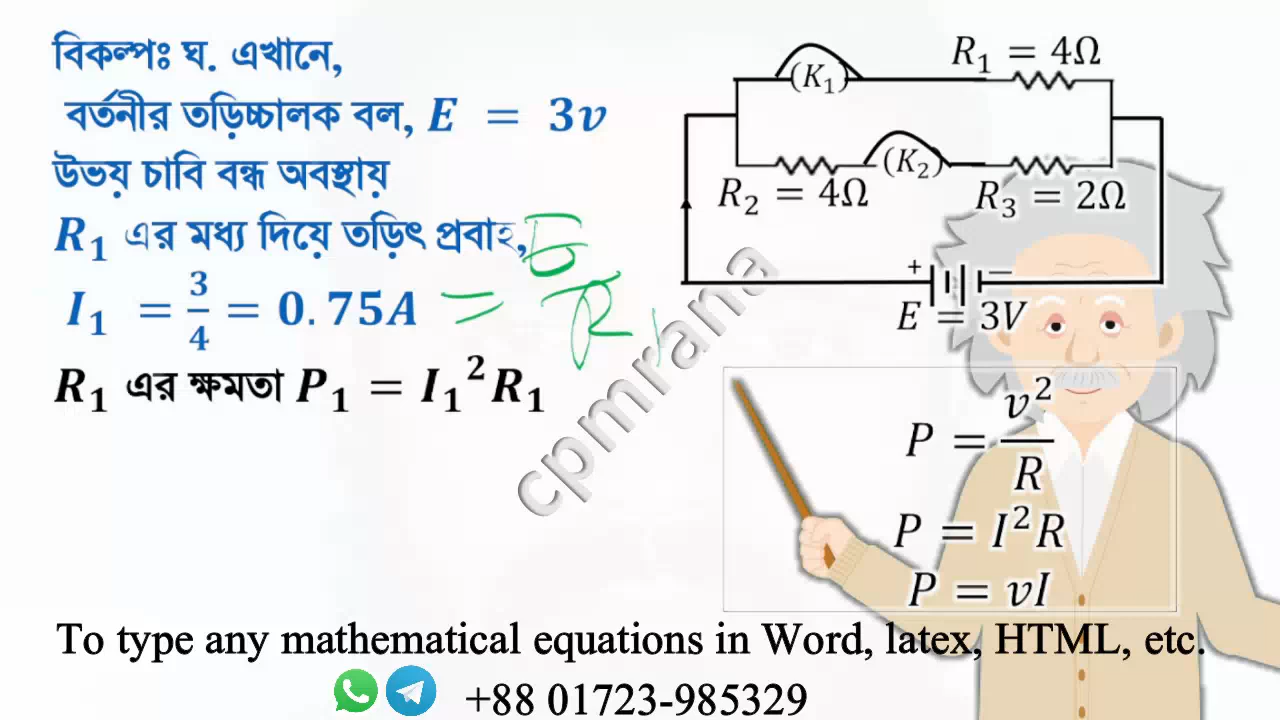 বিকল্পঃ ঘ. এখানে,
বর্তনীর তড়িচ্চালক বল, E = 3v
উভয় চাবি বন্ধ অবস্থায়
R₁ এর মধ্য দিয়ে তড়িৎ প্রবাহ,
I₁ = 3/4 = 0.75A = E/R₁
R₁ এর ক্ষমতা P₁ = I₁²R₁
(K₁)
R₁ = 4Ω
(K₂)
R₂ = 4Ω
R₃ = 2Ω
+ −
E = 3V
P = v²/R
P = I²R
P = vI
cpmrana
To type any mathematical equations in Word, latex, HTML, etc.
+88 01723-985329